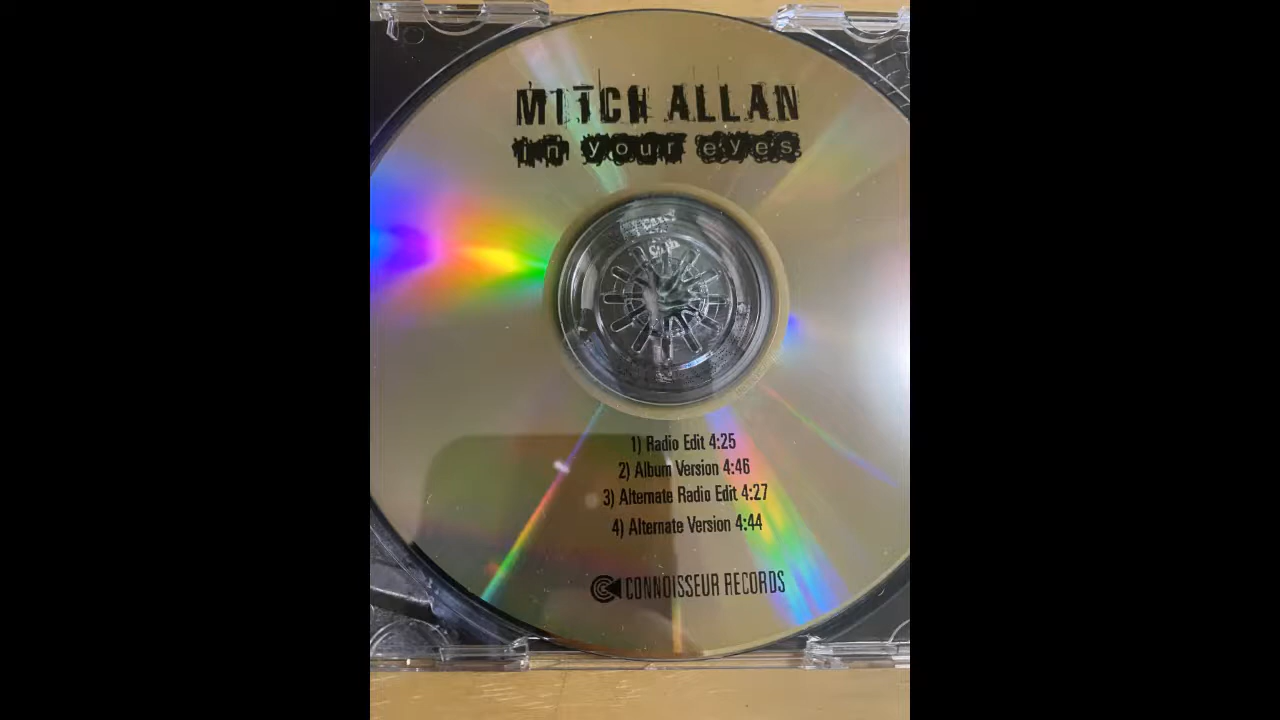 MITCH ALLAN
in your eyes
1) Radio Edit 4:25
2) Album Version 4:46
3) Alternate Radio Edit 4:27
4) Alternate Version 4:44
CONNOISSEUR RECORDS